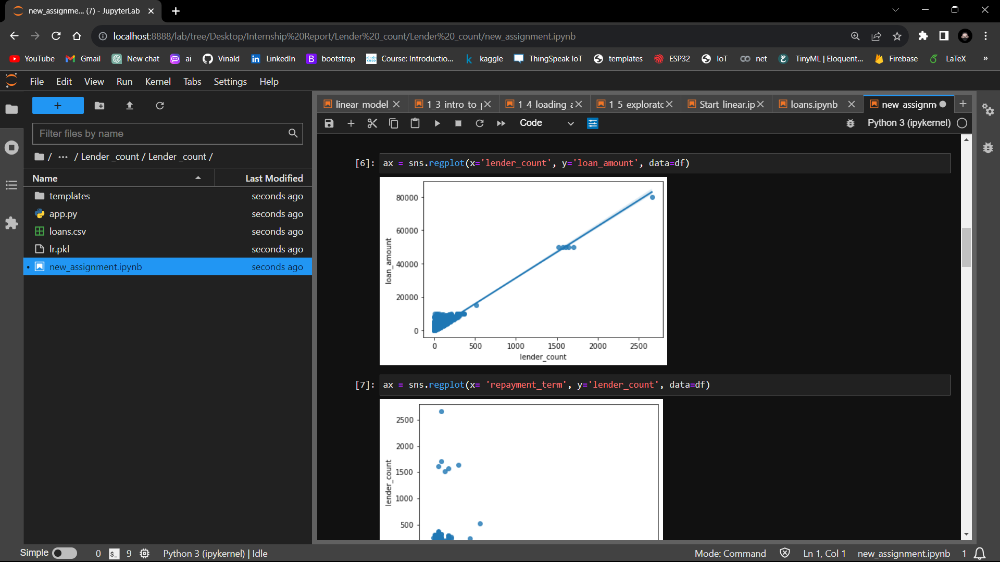 new_assignme... (7) - JupyterLab
localhost:8888/lab/tree/Desktop/Internship%20Report/Lender%20_count/Lender%20_count/new_assignment.ipynb
YouTube Gmail New chat ai Vinald LinkedIn bootstrap Course: Introductio... kaggle ThingSpeak IoT templates ESP32 IoT net TinyML | Eloquent... Firebase LaTeX »
File Edit View Run Kernel Tabs Settings Help
linear_model_ 1_3_intro_to_ 1_4_loading_ 1_5_explorato Start_linear.ip loans.ipynb new_assignm
Code
Python 3 (ipykernel)
Filter files by name
/ ··· / Lender _count / Lender _count /
Name Last Modified
templates seconds ago
app.py seconds ago
loans.csv seconds ago
lr.pkl seconds ago
new_assignment.ipynb seconds ago
[6]: ax = sns.regplot(x='lender_count', y='loan_amount', data=df)
80000
60000
40000
20000
0
loan_amount
0 500 1000 1500 2000 2500
lender_count
[7]: ax = sns.regplot(x= 'repayment_term', y='lender_count', data=df)
2500
2000
1500
1000
500
lender_count
Simple 0 $_ 9 Python 3 (ipykernel) | Idle Mode: Command Ln 1, Col 1 new_assignment.ipynb 1